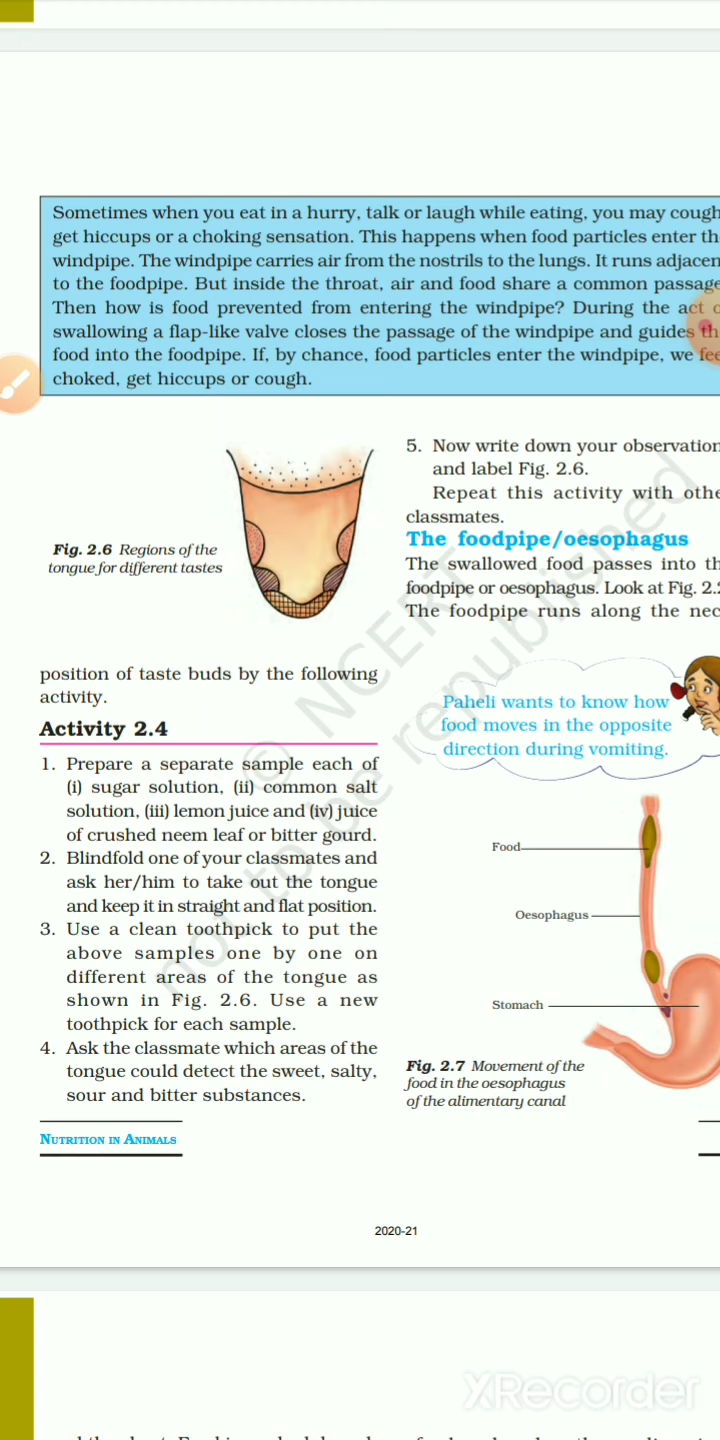 Sometimes when you eat in a hurry, talk or laugh while eating, you may cough
get hiccups or a choking sensation. This happens when food particles enter th
windpipe. The windpipe carries air from the nostrils to the lungs. It runs adjacen
to the foodpipe. But inside the throat, air and food share a common passage
Then how is food prevented from entering the windpipe? During the act
swallowing a flap-like valve closes the passage of the windpipe and guides th
food into the foodpipe. If, by chance, food particles enter the windpipe, we fee
choked, get hiccups or cough.
Fig. 2.6 Regions of the
tongue for different tastes
position of taste buds by the following
activity.
Activity 2.4
1. Prepare a separate sample each of
(i) sugar solution, (ii) common salt
solution, (iii) lemon juice and (iv) juice
of crushed neem leaf or bitter gourd.
2. Blindfold one of your classmates and
ask her/him to take out the tongue
and keep it in straight and flat position.
3. Use a clean toothpick to put the
above samples one by one on
different areas of the tongue as
shown in Fig. 2.6. Use a new
toothpick for each sample.
4. Ask the classmate which areas of the
tongue could detect the sweet, salty,
sour and bitter substances.
5. Now write down your observation
and label Fig. 2.6.
Repeat this activity with othe
classmates.
The foodpipe/oesophagus
The swallowed food passes into th
foodpipe or oesophagus. Look at Fig. 2.2
The foodpipe runs along the nec
Paheli wants to know how
food moves in the opposite
direction during vomiting.
Food
Oesophagus
Stomach
Fig. 2.7 Movement of the
food in the oesophagus
of the alimentary canal
NUTRITION IN ANIMALS
© NCERT
not to be republished
2020-21
XRecorder